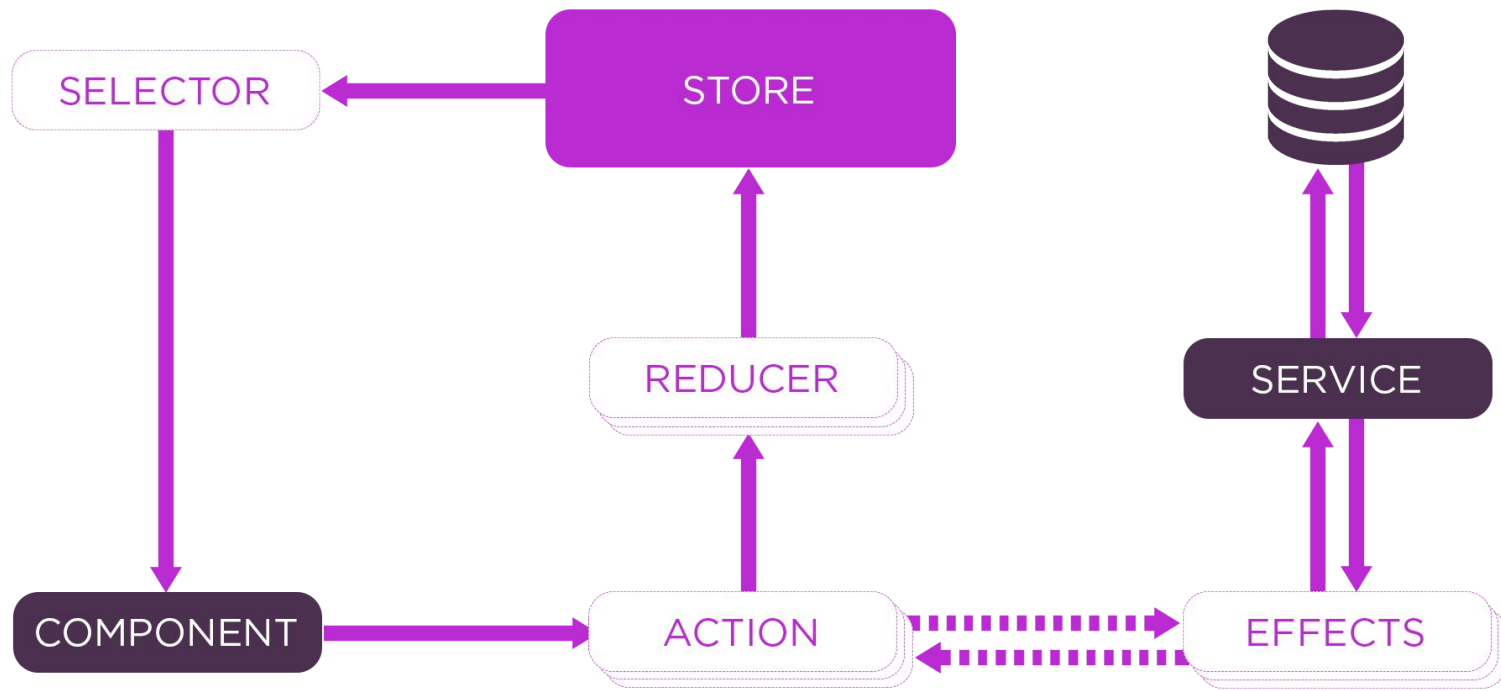 SELECTOR
STORE
REDUCER
SERVICE
COMPONENT
ACTION
EFFECTS